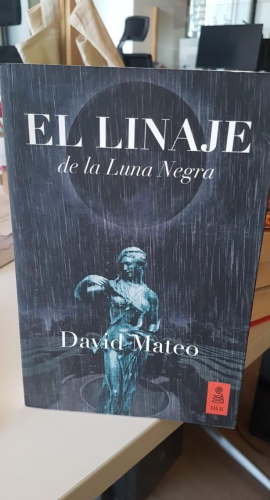 EL LINAJE
de la Luna Negra
David Mateo